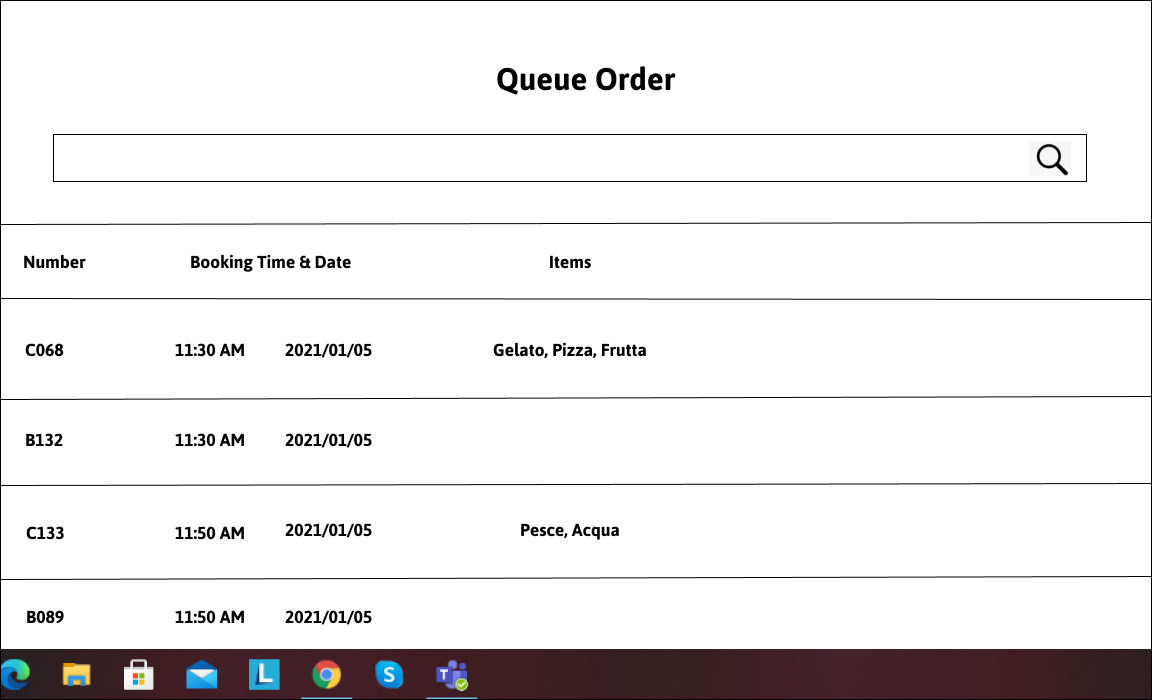 Queue Order
Number Booking Time & Date Items
C068 11:30 AM 2021/01/05 Gelato, Pizza, Frutta
B132 11:30 AM 2021/01/05
C133 11:50 AM 2021/01/05 Pesce, Acqua
B089 11:50 AM 2021/01/05
L S T